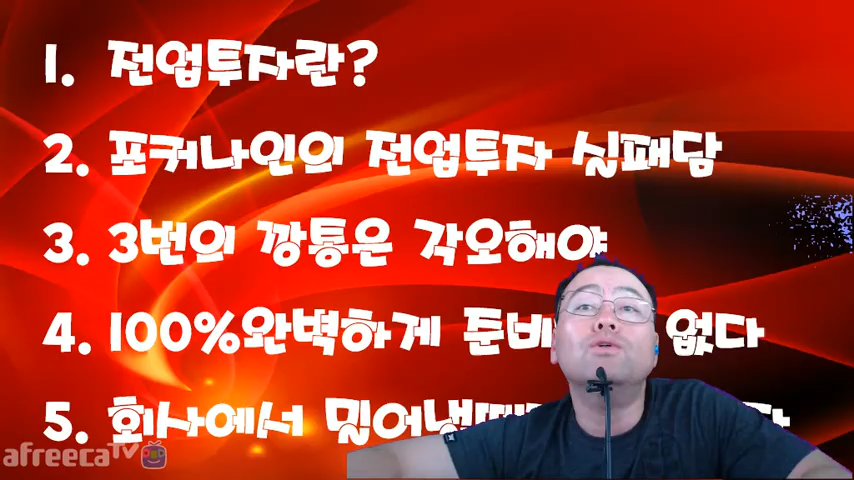 1. 전업투자란?
2. 포커나인의 전업투자 실패담
3. 3번의 깡통은 각오해야
4. 100%완벽하게 준비 없다
5. 회사에서
afreecaTV